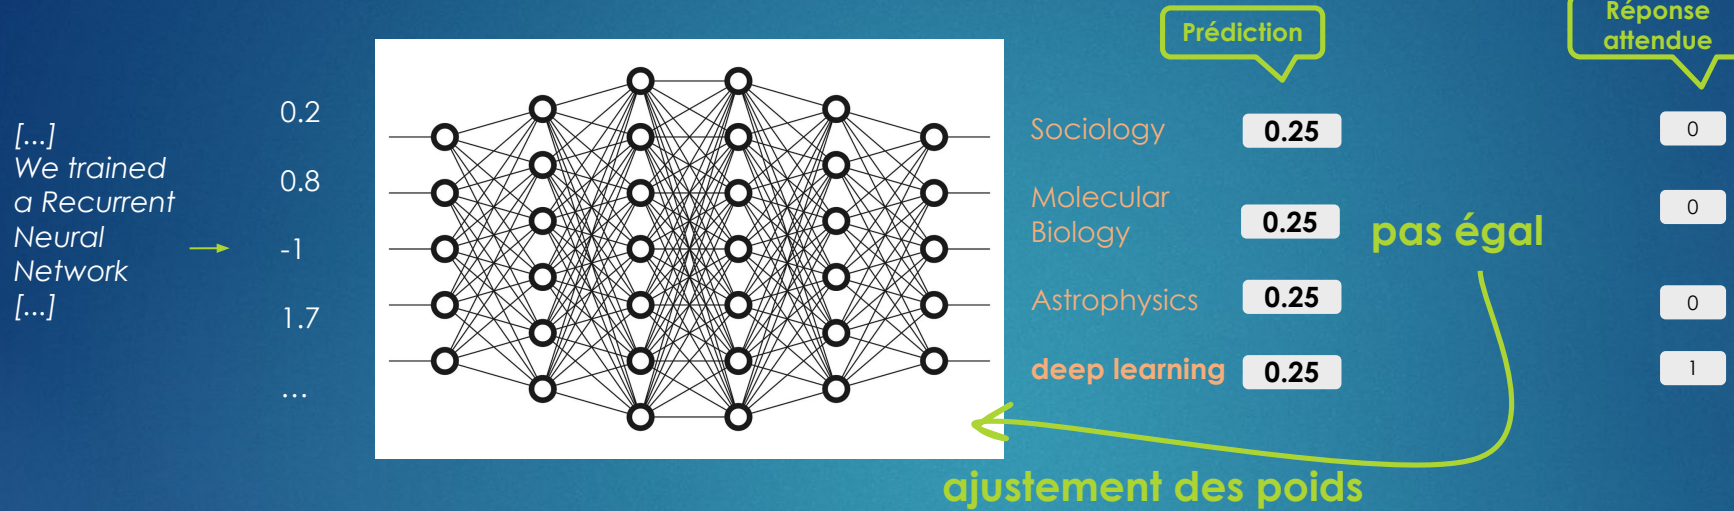 Prédiction
Réponse
attendue
[...]
We trained
a Recurrent
Neural
Network
[...]
0.2
0.8
-1
1.7
...
Sociology
0.25
0
Molecular
Biology
0.25
pas égal
0
Astrophysics
0.25
0
deep learning
0.25
1
ajustement des poids